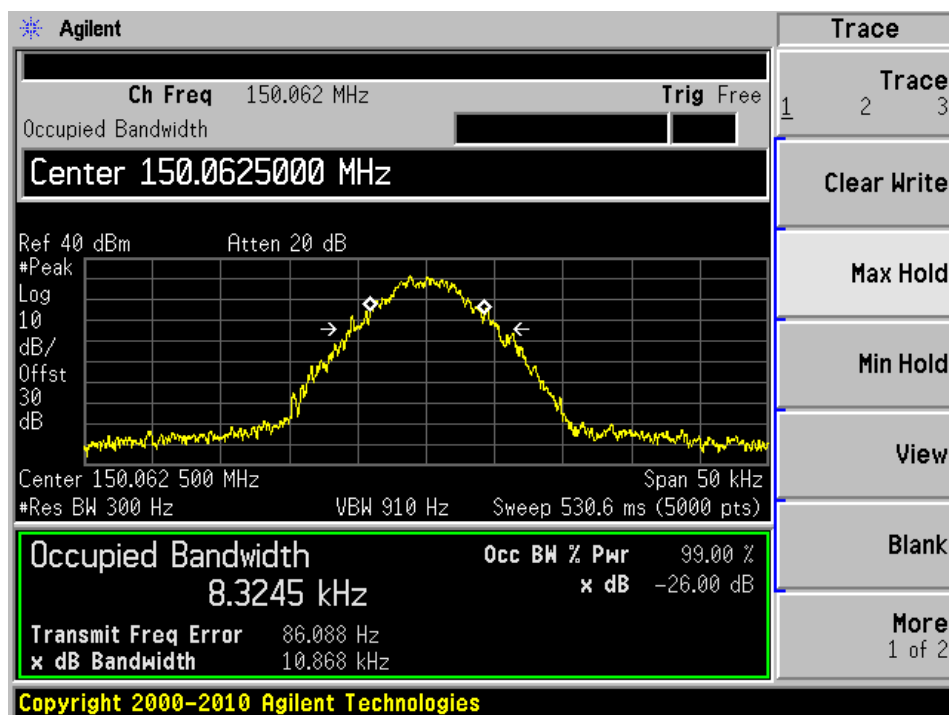 Agilent
Trace
Ch Freq 150.062 MHz Trig Free
Occupied Bandwidth
Center 150.0625000 MHz
Ref 40 dBm Atten 20 dB
#Peak
Log
10
dB/
Offst
30
dB
Center 150.062 500 MHz Span 50 kHz
#Res BW 300 Hz VBW 910 Hz Sweep 530.6 ms (5000 pts)
Occupied Bandwidth
8.3245 kHz
Occ BW % Pwr 99.00 %
x dB -26.00 dB
Transmit Freq Error 86.088 Hz
x dB Bandwidth 10.868 kHz
Copyright 2000-2010 Agilent Technologies
Trace
1 2 3
Clear Write
Max Hold
Min Hold
View
Blank
More
1 of 2